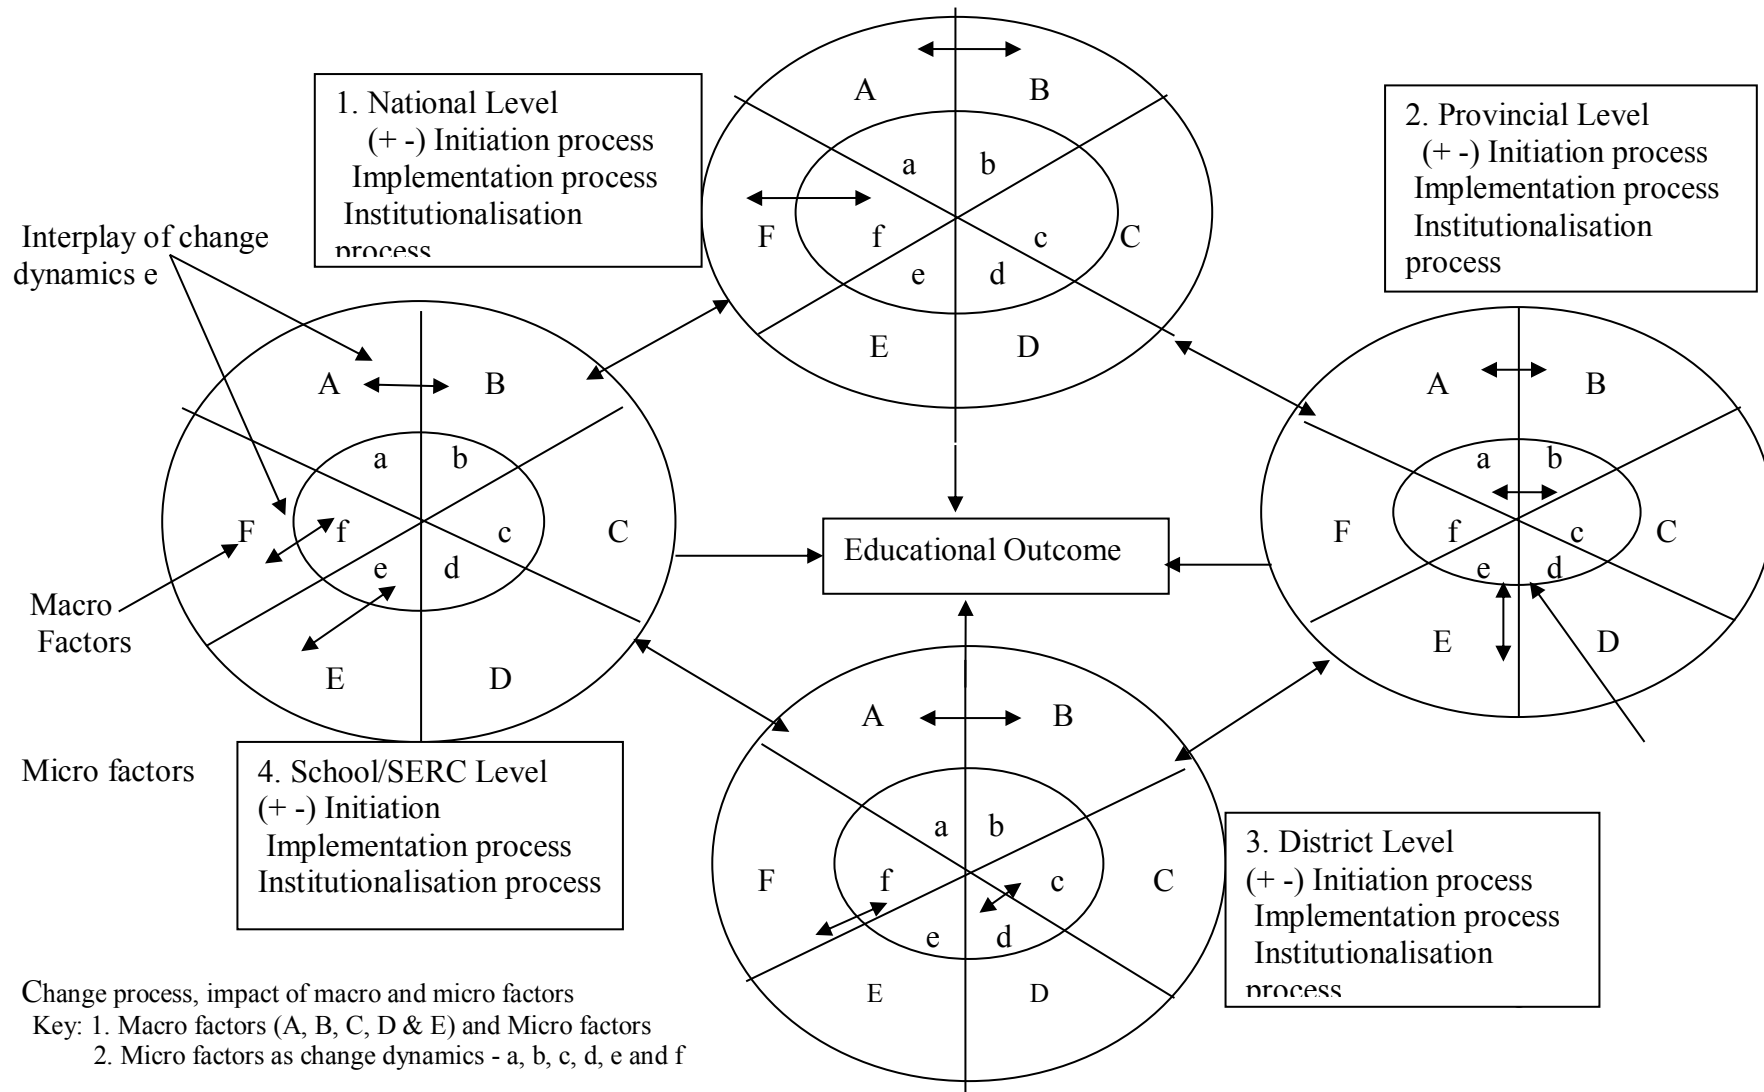 1. National Level
(+ -) Initiation process
Implementation process
Institutionalisation
process
2. Provincial Level
(+ -) Initiation process
Implementation process
Institutionalisation
process
A
B
a
b
F
f
c
C
e
d
E
D
Interplay of change
dynamics e
A
B
a
b
F
f
c
C
e
d
E
D
Macro
Factors
Educational Outcome
A
B
a
b
F
f
c
C
e
d
E
D
Micro factors
4. School/SERC Level
(+ -) Initiation
Implementation process
Institutionalisation process
A
B
a
b
F
f
c
C
e
d
E
D
3. District Level
(+ -) Initiation process
Implementation process
Institutionalisation
process
Change process, impact of macro and micro factors
Key: 1. Macro factors (A, B, C, D & E) and Micro factors
2. Micro factors as change dynamics - a, b, c, d, e and f